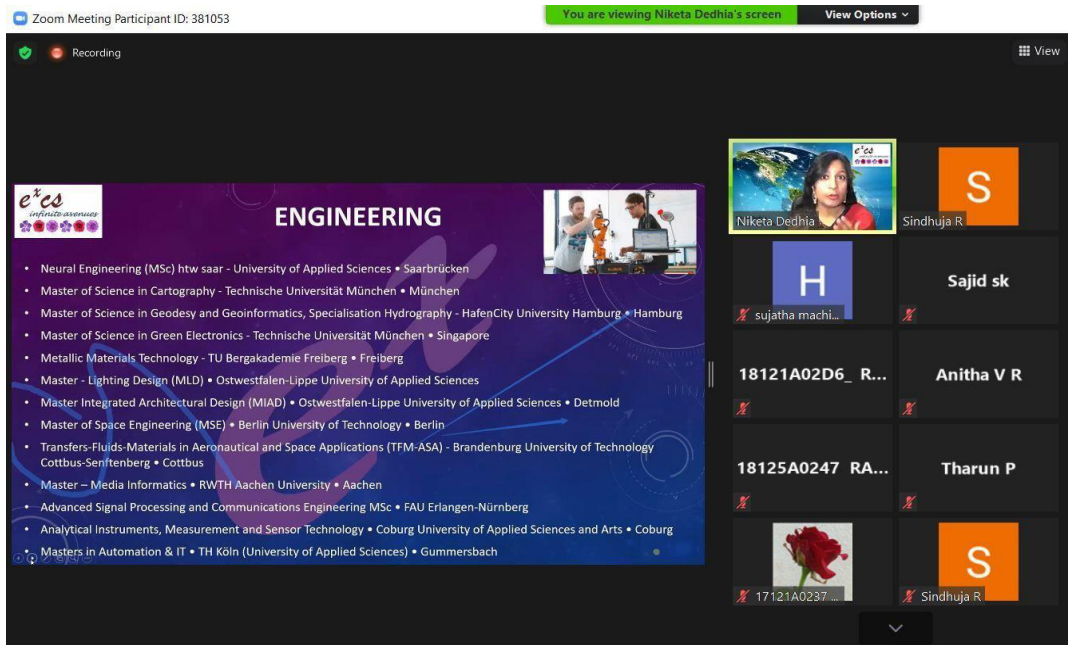 Zoom Meeting Participant ID: 381053
You are viewing Niketa Dedhia's screen
View Options
Recording
View
eˣcs
infinite avenues
ENGINEERING
• Neural Engineering (MSc) htw saar - University of Applied Sciences • Saarbrücken
• Master of Science in Cartography - Technische Universität München • München
• Master of Science in Geodesy and Geoinformatics, Specialisation Hydrography - HafenCity University Hamburg • Hamburg
• Master of Science in Green Electronics - Technische Universität München • Singapore
• Metallic Materials Technology - TU Bergakademie Freiberg • Freiberg
• Master - Lighting Design (MLD) • Ostwestfalen-Lippe University of Applied Sciences
• Master Integrated Architectural Design (MIAD) • Ostwestfalen-Lippe University of Applied Sciences • Detmold
• Master of Space Engineering (MSE) • Berlin University of Technology • Berlin
• Transfers-Fluids-Materials in Aeronautical and Space Applications (TFM-ASA) - Brandenburg University of Technology
Cottbus-Senftenberg • Cottbus
• Master – Media Informatics • RWTH Aachen University • Aachen
• Advanced Signal Processing and Communications Engineering MSc • FAU Erlangen-Nürnberg
• Analytical Instruments, Measurement and Sensor Technology • Coburg University of Applied Sciences and Arts • Coburg
• Masters in Automation & IT • TH Köln (University of Applied Sciences) • Gummersbach
ex
eˣcs
Niketa Dedhia
S
Sindhuja R
H
sujatha machi...
Sajid sk
18121A02D6_ R...
Anitha V R
18125A0247 RA...
Tharun P
17121A0237 ...
S
Sindhuja R